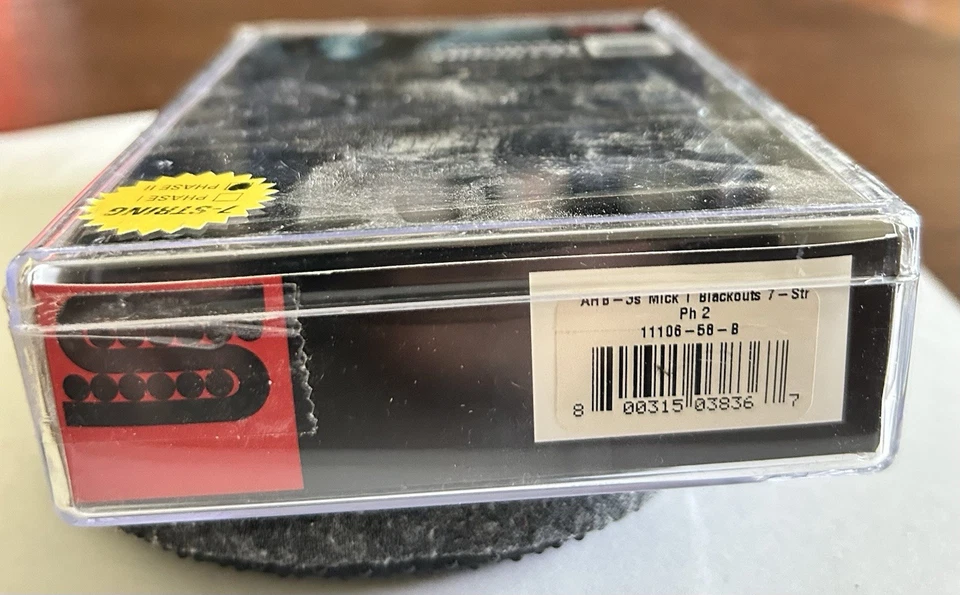 7-STRING
PHASE I
PHASE II
AHB-3s Mick T Blackouts 7-Str
Ph 2
11106-58-B
8 00315 03836 7